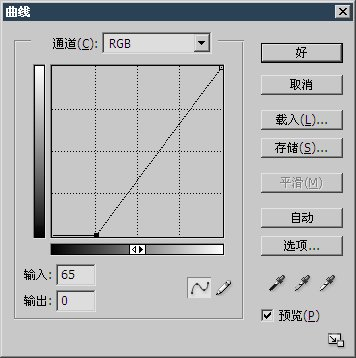 曲线
通道(C): RGB
好
取消
载入(L)...
存储(S)...
平滑(M)
自动
选项...
输入: 65
输出: 0
预览(P)